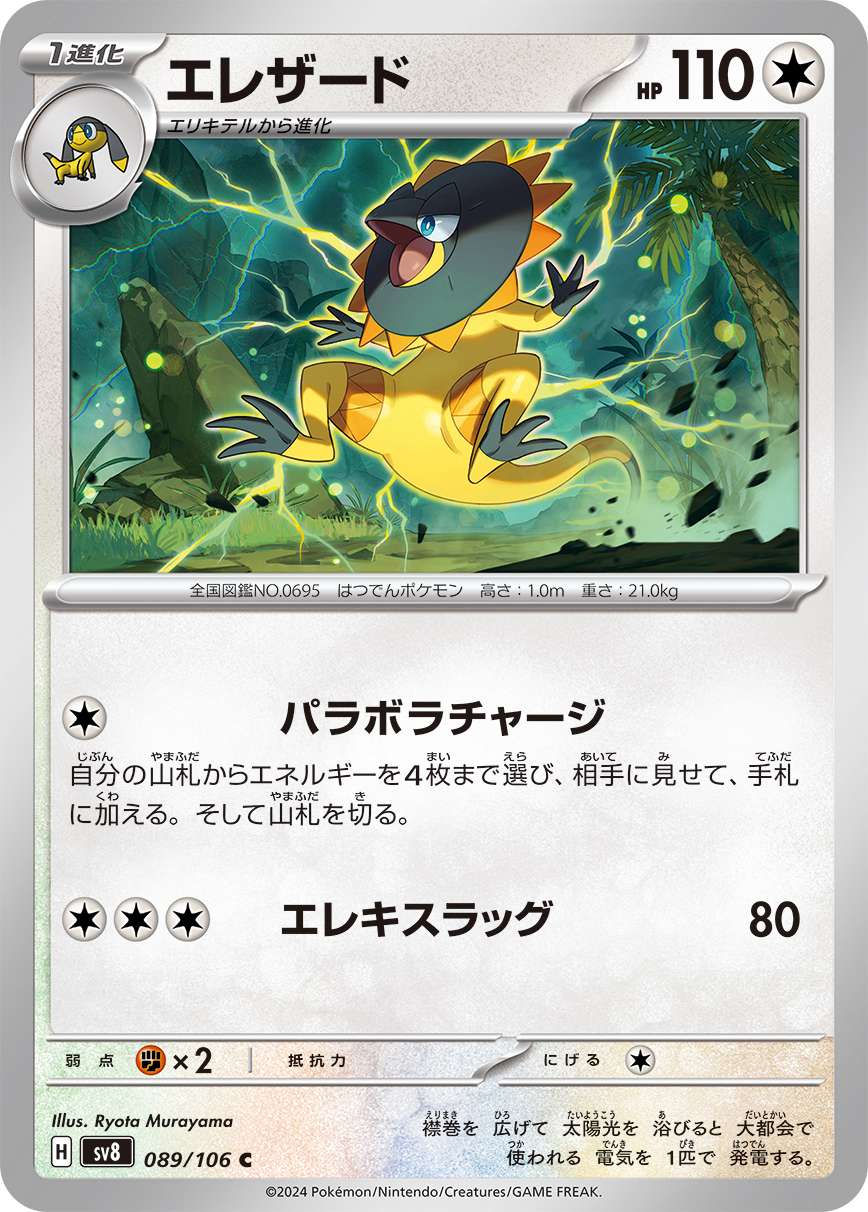 1進化
エレザード
HP 110
エリキテルから進化
全国図鑑NO.0695 はつでんポケモン 高さ：1.0m 重さ：21.0kg
パラボラチャージ
自分の山札からエネルギーを4枚まで選び、相手に見せて、手札
に加える。そして山札を切る。
エレキスラッグ 80
弱点 ×2 抵抗力 にげる
Illus. Ryota Murayama
襟巻を 広げて 太陽光を 浴びると 大都会で
使われる 電気を 1匹で 発電する。
H sv8 089/106 C
©2024 Pokémon/Nintendo/Creatures/GAME FREAK.